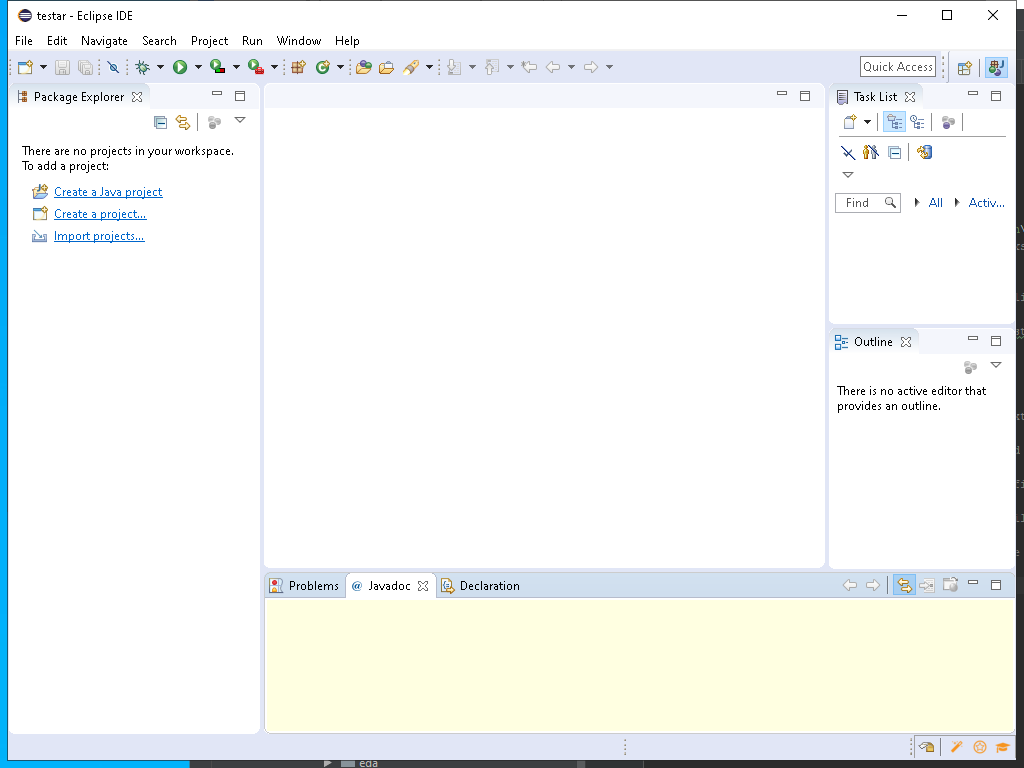 testar - Eclipse IDE
File Edit Navigate Search Project Run Window Help
Quick Access
Package Explorer
There are no projects in your workspace.
To add a project:
Create a Java project
Create a project...
Import projects...
Task List
Find
All
Activ...
Outline
There is no active editor that
provides an outline.
Problems
@ Javadoc
Declaration
eda